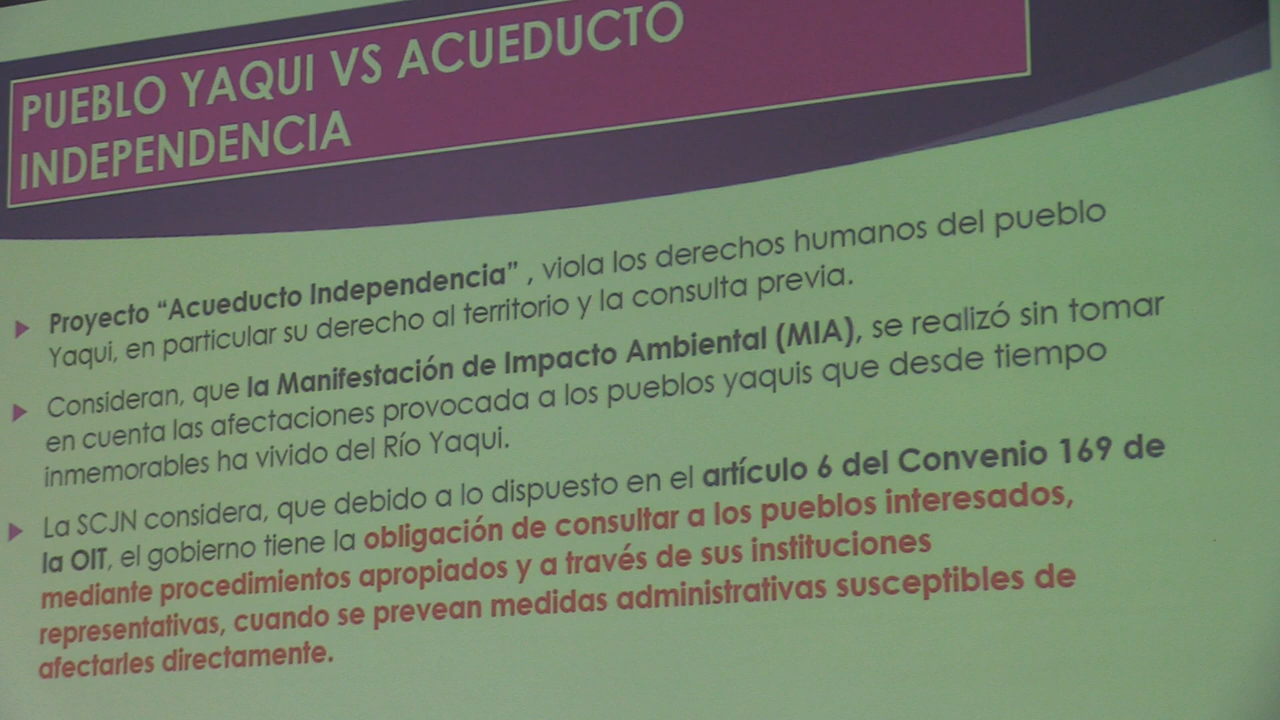 PUEBLO YAQUI VS ACUEDUCTO
INDEPENDENCIA
Proyecto “Acueducto Independencia” , viola los derechos humanos del pueblo
Yaqui, en particular su derecho al territorio y la consulta previa.
Consideran, que la Manifestación de Impacto Ambiental (MIA), se realizó sin tomar
en cuenta las afectaciones provocada a los pueblos yaquis que desde tiempo
inmemorables ha vivido del Río Yaqui.
La SCJN considera, que debido a lo dispuesto en el artículo 6 del Convenio 169 de
la OIT, el gobierno tiene la obligación de consultar a los pueblos interesados,
mediante procedimientos apropiados y a través de sus instituciones
representativas, cuando se prevean medidas administrativas susceptibles de
afectarles directamente.